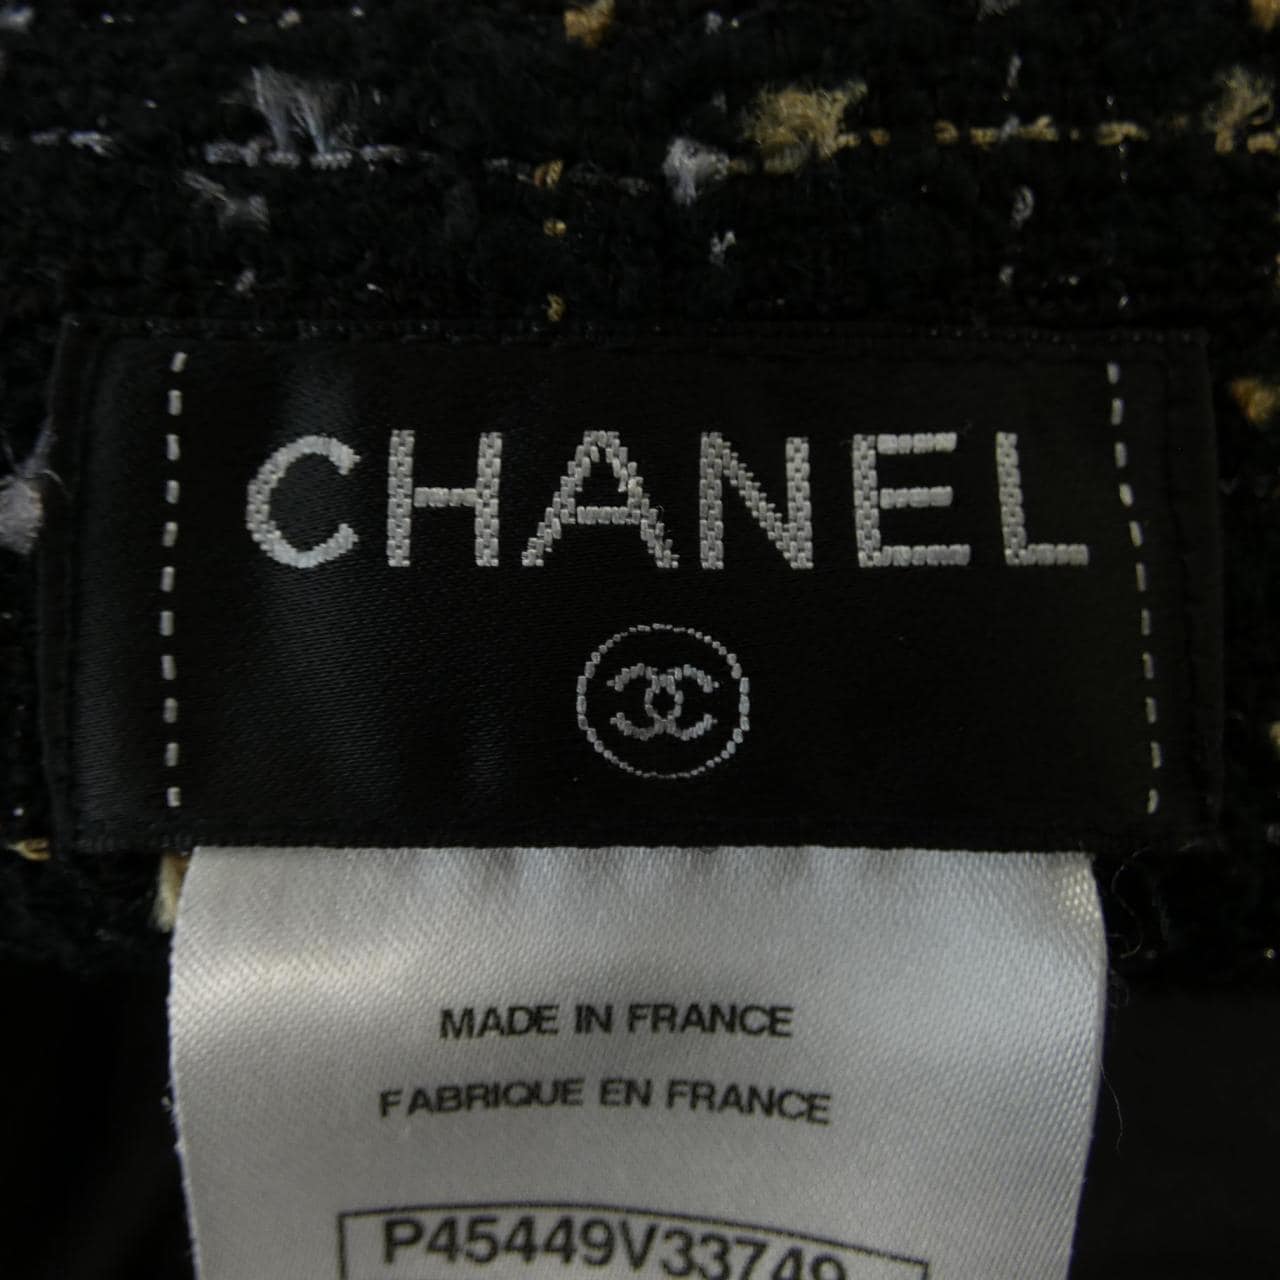 CHANEL
MADE IN FRANCE
FABRIQUE EN FRANCE
P45449V33749